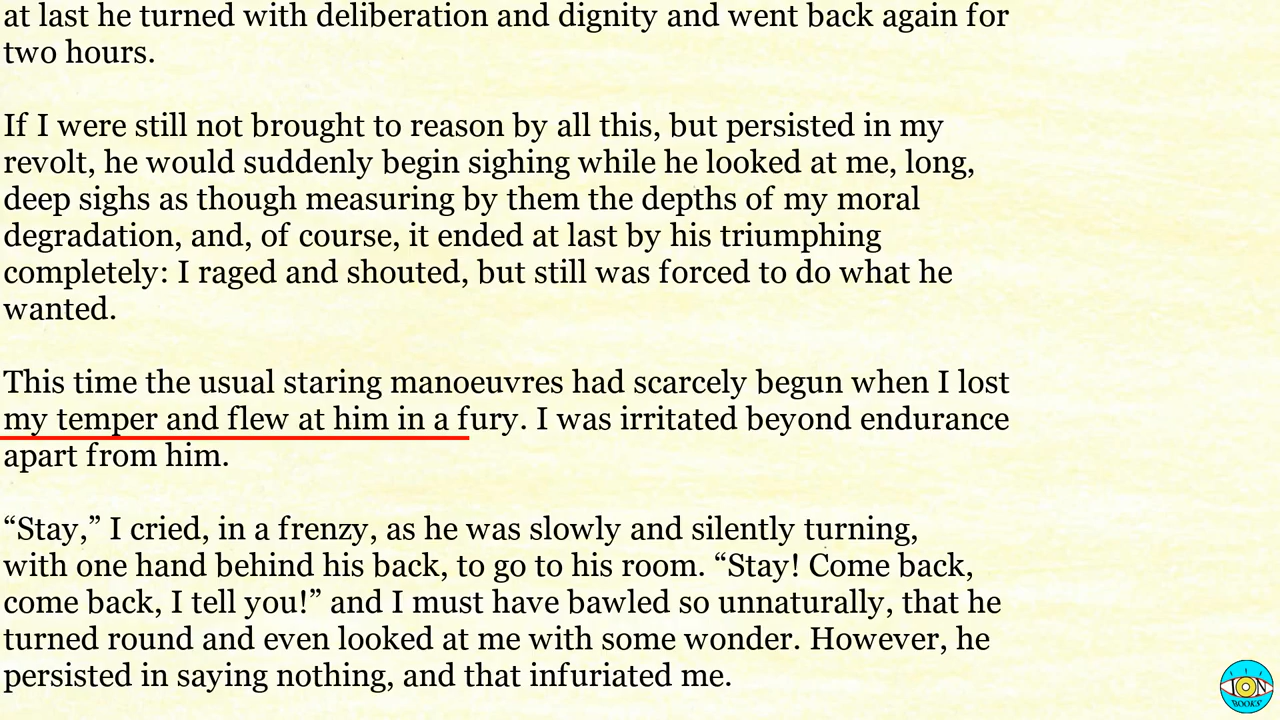 at last he turned with deliberation and dignity and went back again for
two hours.
If I were still not brought to reason by all this, but persisted in my
revolt, he would suddenly begin sighing while he looked at me, long,
deep sighs as though measuring by them the depths of my moral
degradation, and, of course, it ended at last by his triumphing
completely: I raged and shouted, but still was forced to do what he
wanted.
This time the usual staring manoeuvres had scarcely begun when I lost
my temper and flew at him in a fury. I was irritated beyond endurance
apart from him.
“Stay,” I cried, in a frenzy, as he was slowly and silently turning,
with one hand behind his back, to go to his room. “Stay! Come back,
come back, I tell you!” and I must have bawled so unnaturally, that he
turned round and even looked at me with some wonder. However, he
persisted in saying nothing, and that infuriated me.
ION
BOOKS